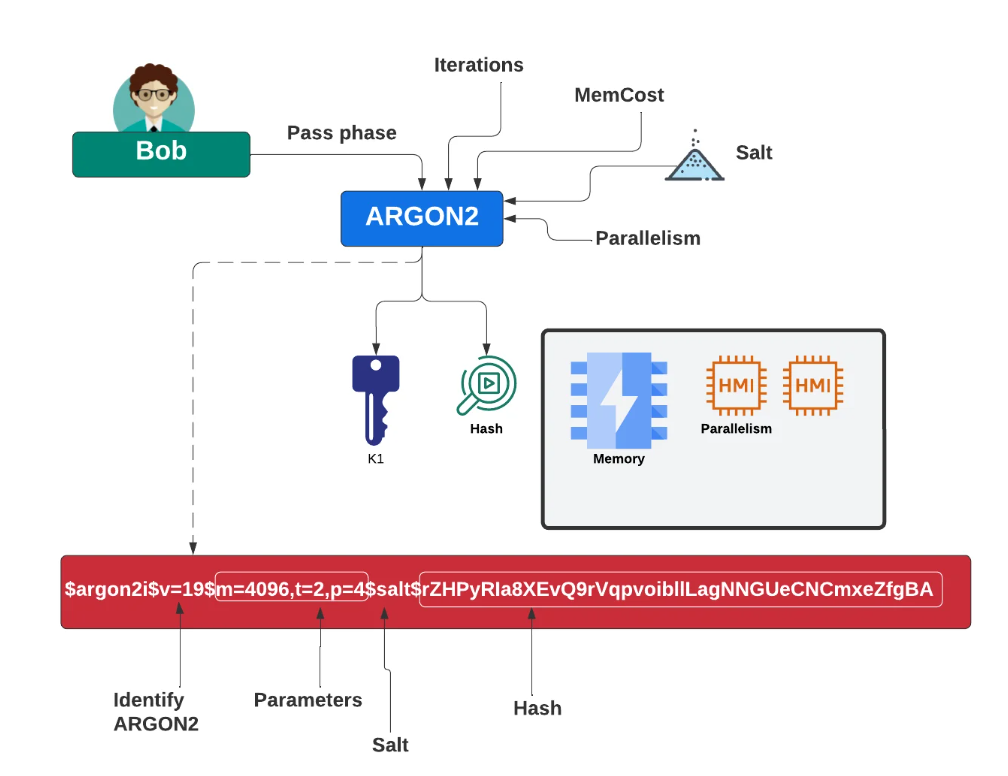 Iterations
MemCost
Pass phase
Bob
Salt
ARGON2
Parallelism
HMI HMI
Parallelism
Hash
K1
Memory
$argon2i$v=19$m=4096,t=2,p=4$salt$rZHPyRIa8XEvQ9rVqpvoibllLagNNGUeCNCmxeZfgBA
Identify
ARGON2
Parameters
Hash
Salt